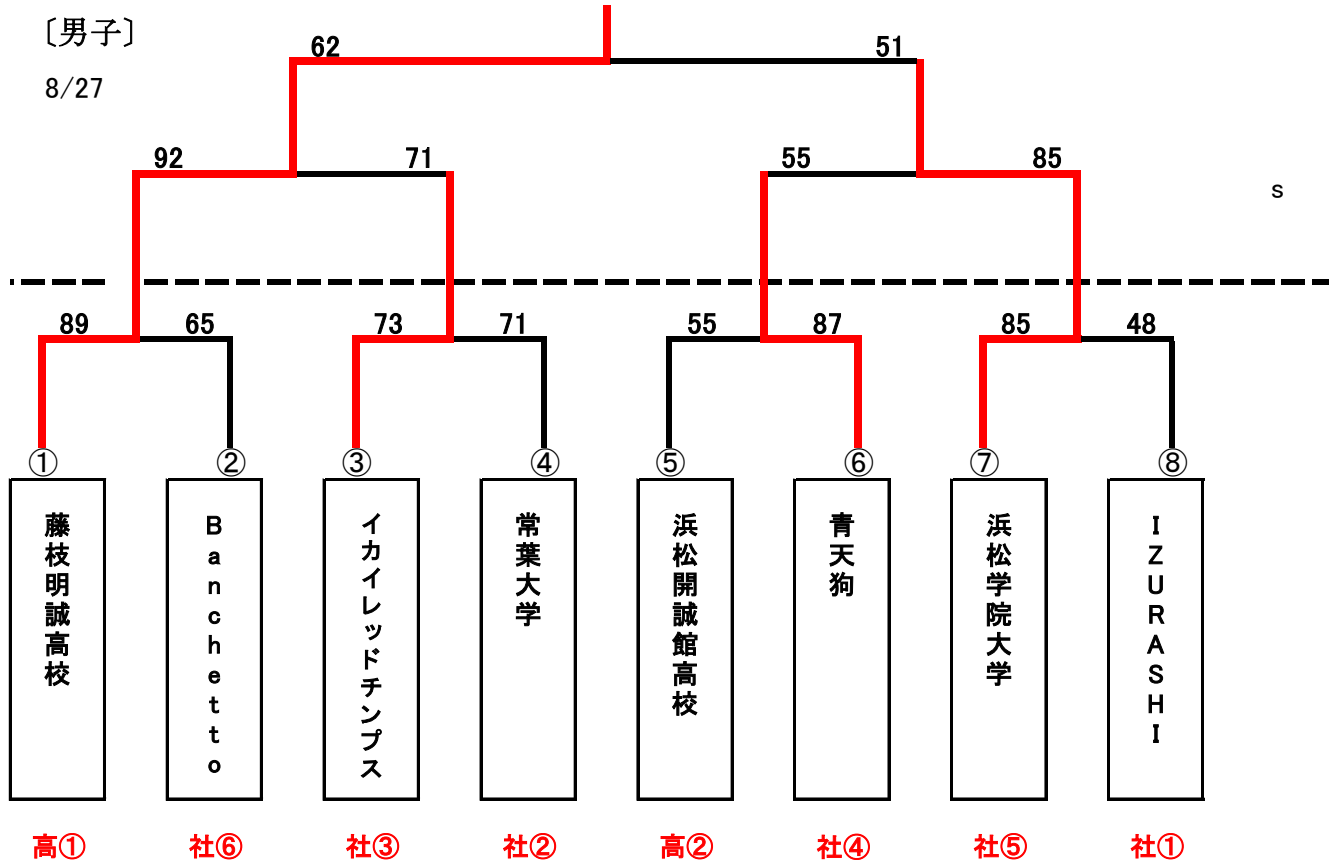 〔男子〕
62
51
8/27
92
71
55
85
s
89
65
73
71
55
87
85
48
①
②
③
④
⑤
⑥
⑦
⑧
藤枝明誠高校
Banchetto
イカイレッドチンプス
常葉大学
浜松開誠館高校
青天狗
浜松学院大学
IZURASHI
高①
社⑥
社③
社②
高②
社④
社⑤
社①